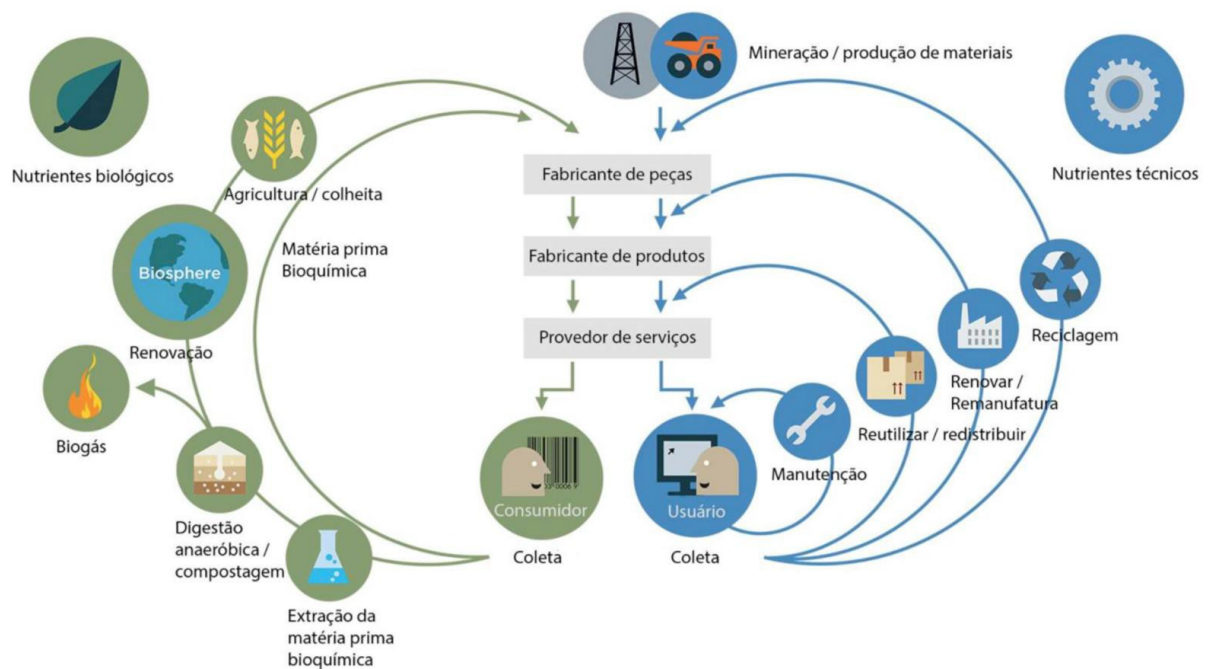 Mineração / produção de materiais
Nutrientes biológicos
Nutrientes técnicos
Agricultura / colheita
Fabricante de peças
Matéria prima
Bioquímica
Fabricante de produtos
Biosphere
Renovação
Provedor de serviços
Reciclagem
Renovar /
Remanufatura
Reutilizar / redistribuir
Biogás
Manutenção
Consumidor
Usuário
Coleta
Coleta
Digestão
anaeróbica /
compostagem
Extração da
matéria prima
bioquímica